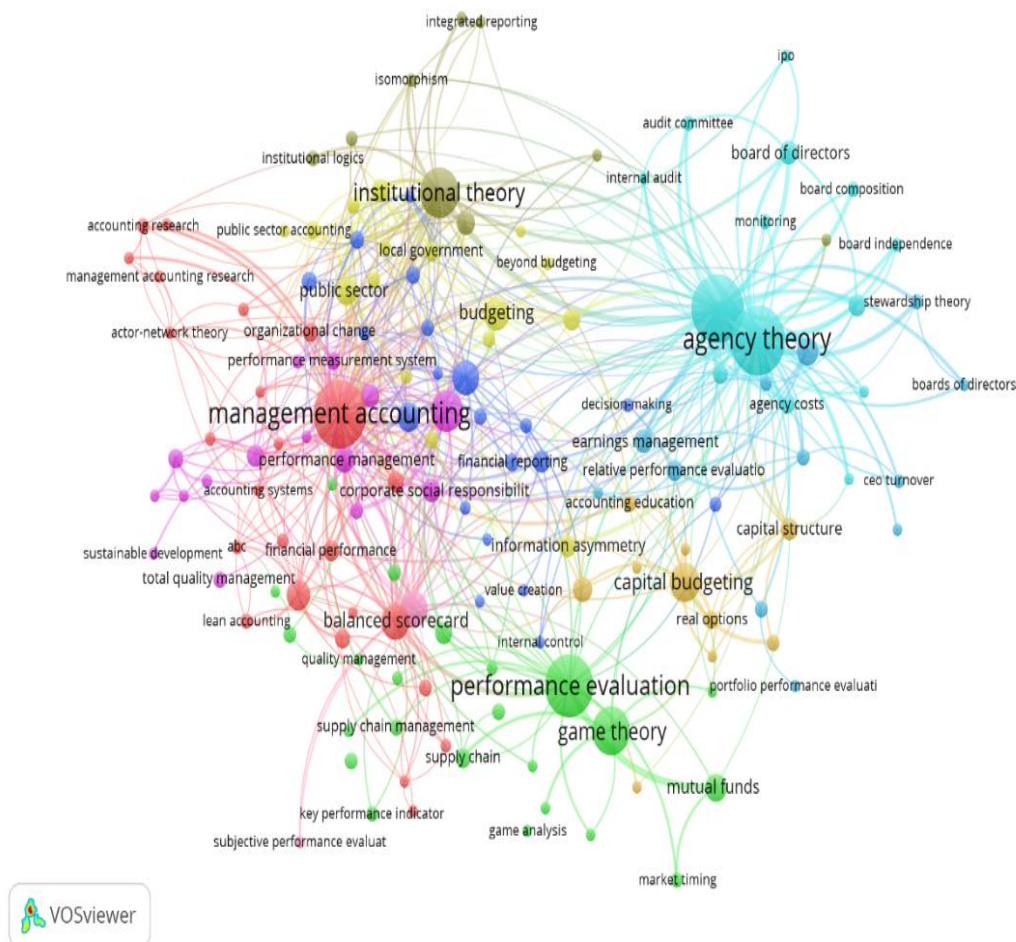 integrated reporting
ipo
isomorphism
audit committee
board of directors
institutional logics
internal audit
institutional theory
board composition
accounting research
public sector accounting
monitoring
local government
board independence
beyond budgeting
management accounting research
public sector
stewardship theory
budgeting
actor-network theory
organizational change
agency theory
performance measurement system
boards of directors
decision-making
agency costs
management accounting
earnings management
performance management
financial reporting
relative performance evaluatio
ceo turnover
accounting systems
corporate social responsibilit
accounting education
capital structure
information asymmetry
sustainable development
abc
financial performance
total quality management
value creation
capital budgeting
lean accounting
balanced scorecard
real options
internal control
quality management
performance evaluation
portfolio performance evaluati
supply chain management
game theory
supply chain
mutual funds
key performance indicator
game analysis
subjective performance evaluat
market timing
VOSviewer